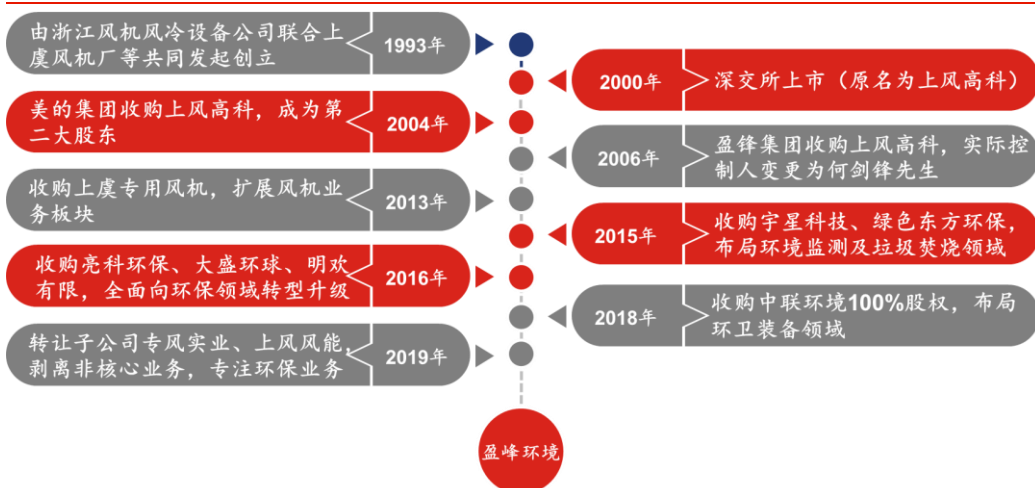 由浙江风机风冷设备公司联合上
虞风机厂等共同发起创立
1993年
2000年
深交所上市（原名为上风高科）
美的集团收购上风高科，成为第
二大股东
2004年
2006年
盈锋集团收购上风高科，实际控
制人变更为何剑锋先生
收购上虞专用风机，扩展风机业
务板块
2013年
2015年
收购宇星科技、绿色东方环保，
布局环境监测及垃圾焚烧领域
收购亮科环保、大盛环球、明欢
有限，全面向环保领域转型升级
2016年
2018年
收购中联环境100%股权，布局
环卫装备领域
转让子公司专风实业、上风风能，
剥离非核心业务，专注环保业务
2019年
盈峰环境